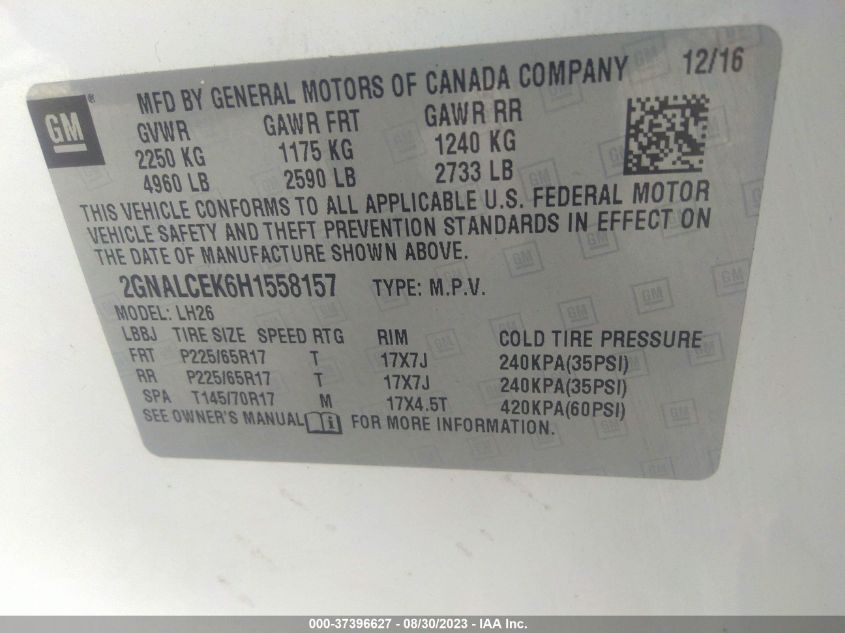 GM ® MFD BY GENERAL MOTORS OF CANADA COMPANY 12/16
GVWR GAWR FRT GAWR RR
2250 KG 1175 KG 1240 KG
4960 LB 2590 LB 2733 LB
THIS VEHICLE CONFORMS TO ALL APPLICABLE U.S. FEDERAL MOTOR
VEHICLE SAFETY AND THEFT PREVENTION STANDARDS IN EFFECT ON
THE DATE OF MANUFACTURE SHOWN ABOVE.
2GNALCEK6H1558157 TYPE: M.P.V.
MODEL: LH26
LBBJ TIRE SIZE SPEED RTG RIM COLD TIRE PRESSURE
FRT P225/65R17 T 17X7J 240KPA(35PSI)
RR P225/65R17 T 17X7J 240KPA(35PSI)
SPA T145/70R17 M 17X4.5T 420KPA(60PSI)
SEE OWNER'S MANUAL i FOR MORE INFORMATION.
000-37396627 - 08/30/2023 - IAA Inc.